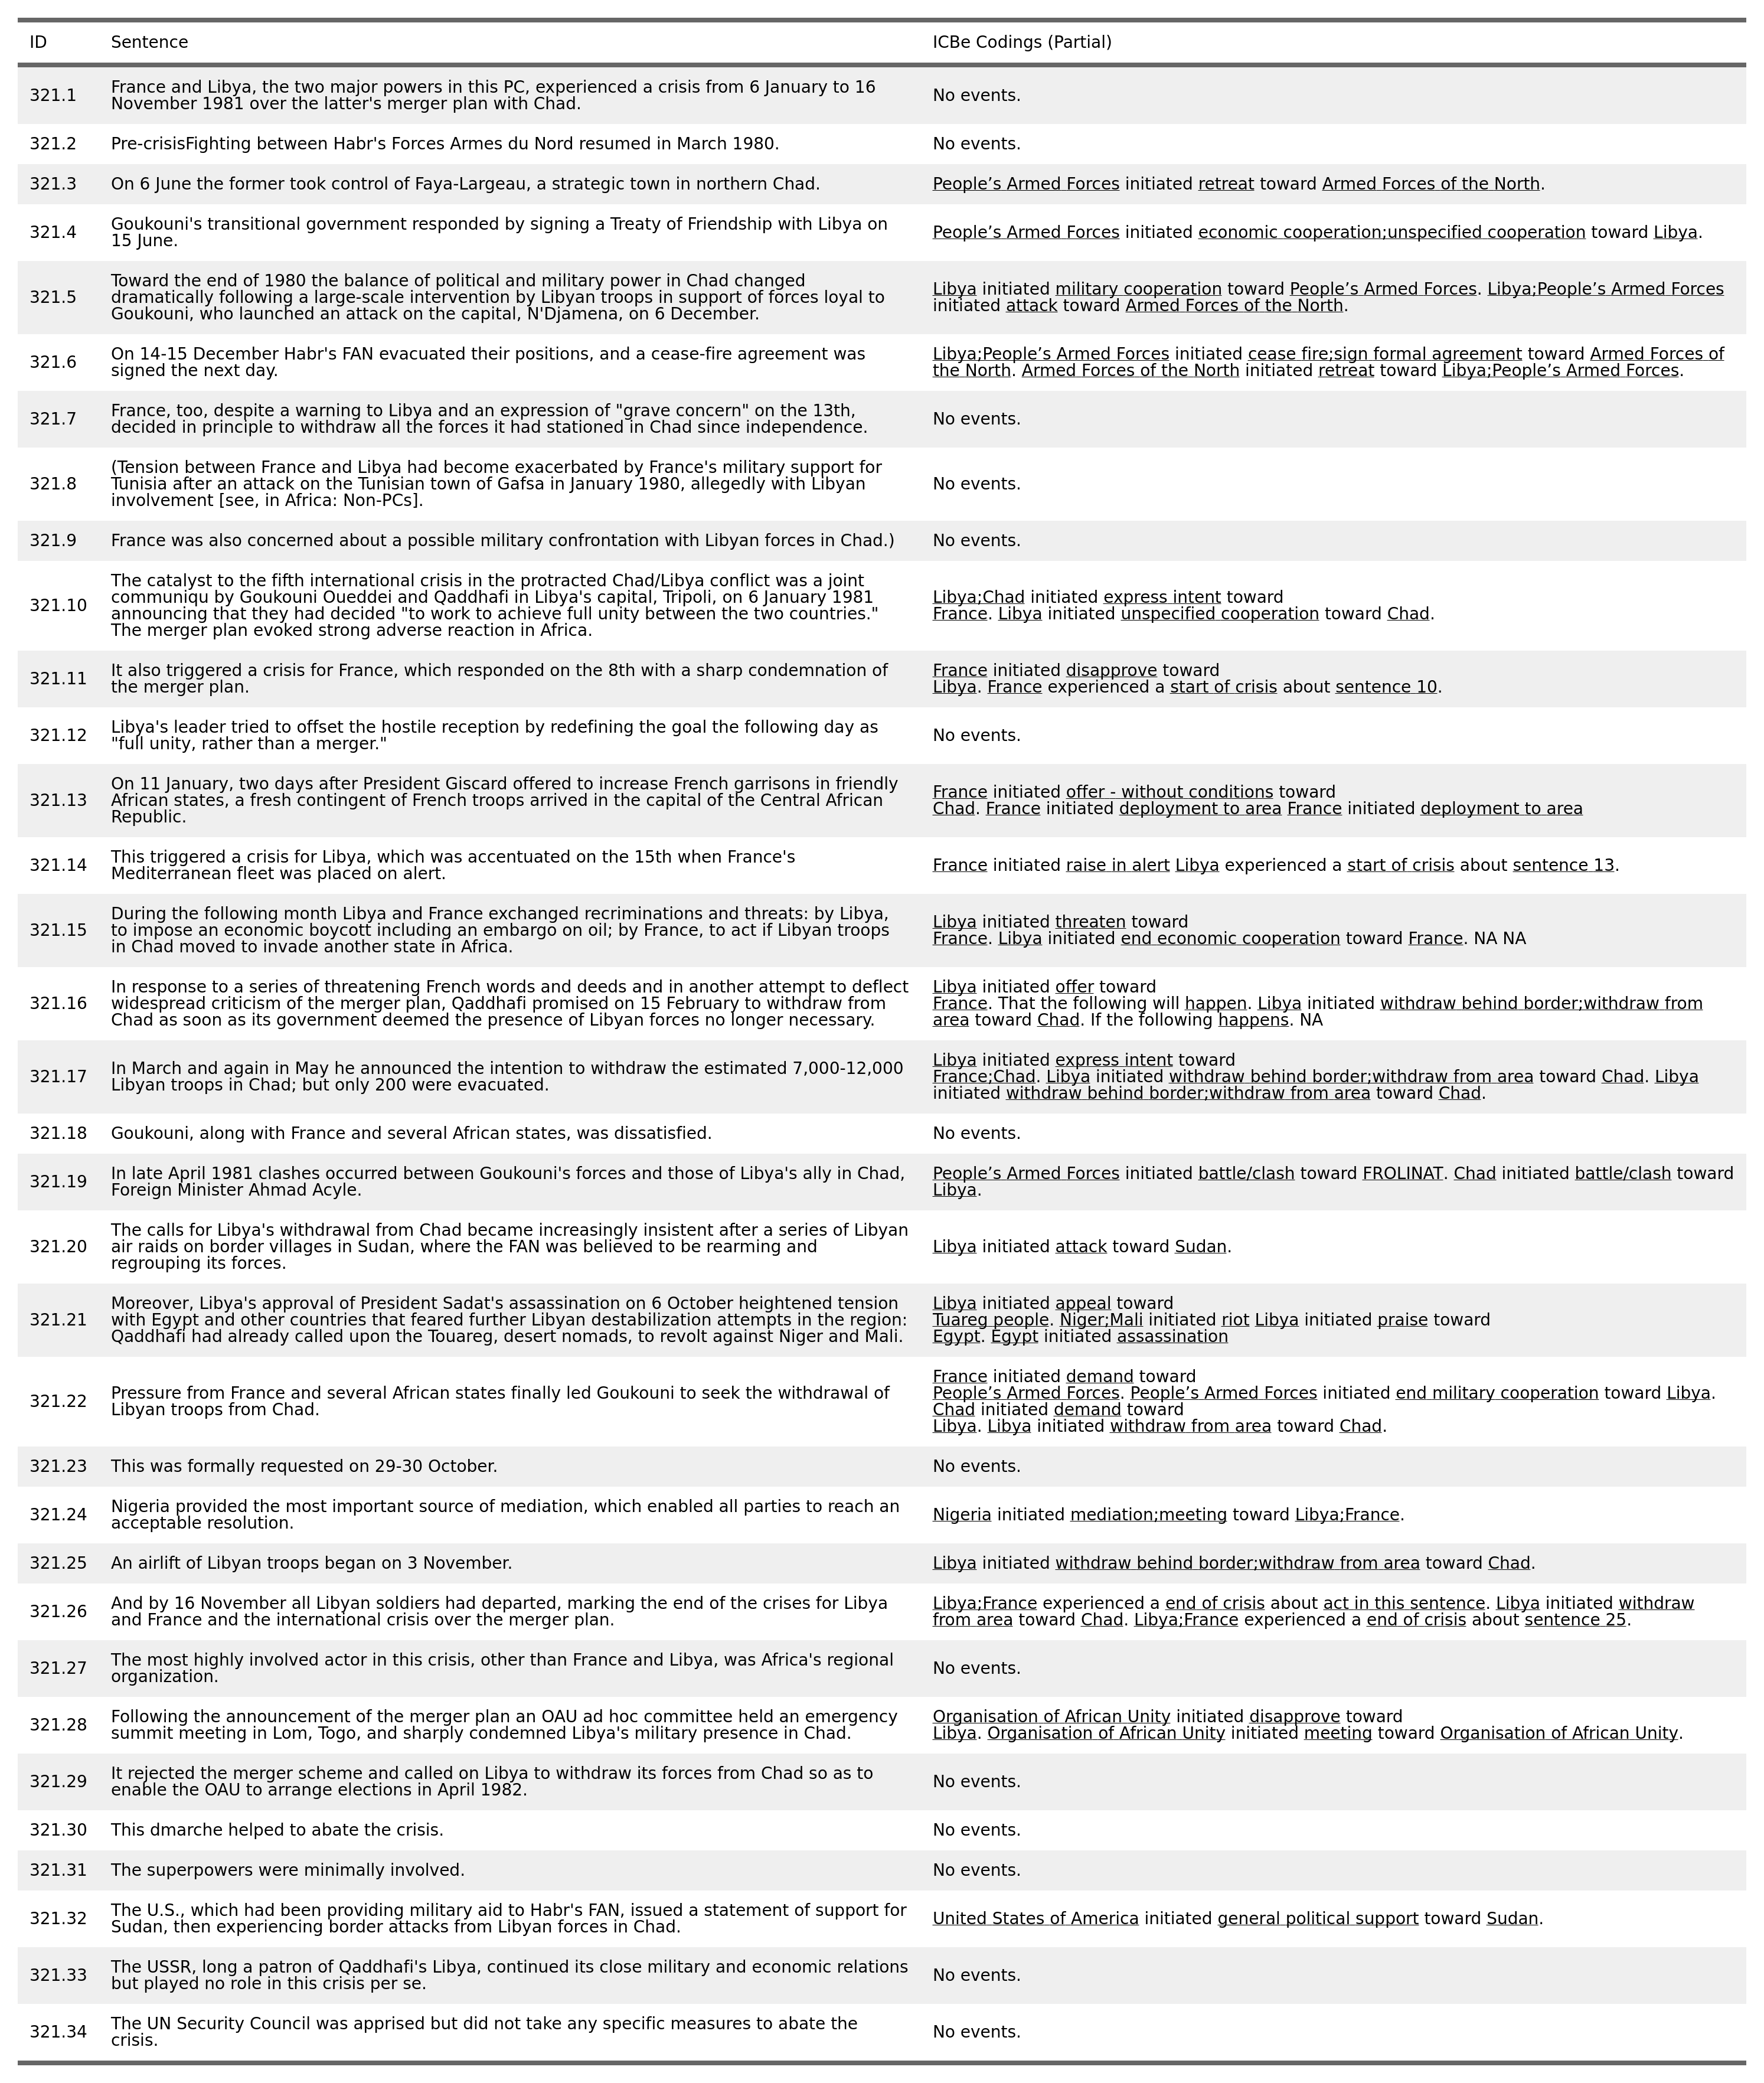 ID Sentence ICBe Codings (Partial)
321.1 France and Libya, the two major powers in this PC, experienced a crisis from 6 January to 16
November 1981 over the latter's merger plan with Chad. No events.
321.2 Pre-crisisFighting between Habr's Forces Armes du Nord resumed in March 1980. No events.
321.3 On 6 June the former took control of Faya-Largeau, a strategic town in northern Chad. People’s Armed Forces initiated retreat toward Armed Forces of the North.
321.4 Goukouni's transitional government responded by signing a Treaty of Friendship with Libya on
15 June. People’s Armed Forces initiated economic cooperation;unspecified cooperation toward Libya.
321.5 Toward the end of 1980 the balance of political and military power in Chad changed
dramatically following a large-scale intervention by Libyan troops in support of forces loyal to
Goukouni, who launched an attack on the capital, N'Djamena, on 6 December.
Libya initiated military cooperation toward People’s Armed Forces. Libya;People’s Armed Forces
initiated attack toward Armed Forces of the North.
321.6 On 14-15 December Habr's FAN evacuated their positions, and a cease-fire agreement was
signed the next day.
Libya;People’s Armed Forces initiated cease fire;sign formal agreement toward Armed Forces of
the North. Armed Forces of the North initiated retreat toward Libya;People’s Armed Forces.
321.7 France, too, despite a warning to Libya and an expression of "grave concern" on the 13th,
decided in principle to withdraw all the forces it had stationed in Chad since independence. No events.
321.8 (Tension between France and Libya had become exacerbated by France's military support for
Tunisia after an attack on the Tunisian town of Gafsa in January 1980, allegedly with Libyan
involvement [see, in Africa: Non-PCs]. No events.
321.9 France was also concerned about a possible military confrontation with Libyan forces in Chad.) No events.
321.10 The catalyst to the fifth international crisis in the protracted Chad/Libya conflict was a joint
communiqu by Goukouni Oueddei and Qaddhafi in Libya's capital, Tripoli, on 6 January 1981
announcing that they had decided "to work to achieve full unity between the two countries."
The merger plan evoked strong adverse reaction in Africa.
Libya;Chad initiated express intent toward
France. Libya initiated unspecified cooperation toward Chad.
321.11 It also triggered a crisis for France, which responded on the 8th with a sharp condemnation of
the merger plan.
France initiated disapprove toward
Libya. France experienced a start of crisis about sentence 10.
321.12 Libya's leader tried to offset the hostile reception by redefining the goal the following day as
"full unity, rather than a merger." No events.
321.13 On 11 January, two days after President Giscard offered to increase French garrisons in friendly
African states, a fresh contingent of French troops arrived in the capital of the Central African
Republic.
France initiated offer - without conditions toward
Chad. France initiated deployment to area France initiated deployment to area
321.14 This triggered a crisis for Libya, which was accentuated on the 15th when France's
Mediterranean fleet was placed on alert. France initiated raise in alert Libya experienced a start of crisis about sentence 13.
321.15 During the following month Libya and France exchanged recriminations and threats: by Libya,
to impose an economic boycott including an embargo on oil; by France, to act if Libyan troops
in Chad moved to invade another state in Africa.
Libya initiated threaten toward
France. Libya initiated end economic cooperation toward France. NA NA
321.16 In response to a series of threatening French words and deeds and in another attempt to deflect
widespread criticism of the merger plan, Qaddhafi promised on 15 February to withdraw from
Chad as soon as its government deemed the presence of Libyan forces no longer necessary.
Libya initiated offer toward
France. That the following will happen. Libya initiated withdraw behind border;withdraw from
area toward Chad. If the following happens. NA
321.17 In March and again in May he announced the intention to withdraw the estimated 7,000-12,000
Libyan troops in Chad; but only 200 were evacuated.
Libya initiated express intent toward
France;Chad. Libya initiated withdraw behind border;withdraw from area toward Chad. Libya
initiated withdraw behind border;withdraw from area toward Chad.
321.18 Goukouni, along with France and several African states, was dissatisfied. No events.
321.19 In late April 1981 clashes occurred between Goukouni's forces and those of Libya's ally in Chad,
Foreign Minister Ahmad Acyle.
People’s Armed Forces initiated battle/clash toward FROLINAT. Chad initiated battle/clash toward
Libya.
321.20 The calls for Libya's withdrawal from Chad became increasingly insistent after a series of Libyan
air raids on border villages in Sudan, where the FAN was believed to be rearming and
regrouping its forces. Libya initiated attack toward Sudan.
321.21 Moreover, Libya's approval of President Sadat's assassination on 6 October heightened tension
with Egypt and other countries that feared further Libyan destabilization attempts in the region:
Qaddhafi had already called upon the Touareg, desert nomads, to revolt against Niger and Mali.
Libya initiated appeal toward
Tuareg people. Niger;Mali initiated riot Libya initiated praise toward
Egypt. Egypt initiated assassination
321.22 Pressure from France and several African states finally led Goukouni to seek the withdrawal of
Libyan troops from Chad.
France initiated demand toward
People’s Armed Forces. People’s Armed Forces initiated end military cooperation toward Libya.
Chad initiated demand toward
Libya. Libya initiated withdraw from area toward Chad.
321.23 This was formally requested on 29-30 October. No events.
321.24 Nigeria provided the most important source of mediation, which enabled all parties to reach an
acceptable resolution. Nigeria initiated mediation;meeting toward Libya;France.
321.25 An airlift of Libyan troops began on 3 November. Libya initiated withdraw behind border;withdraw from area toward Chad.
321.26 And by 16 November all Libyan soldiers had departed, marking the end of the crises for Libya
and France and the international crisis over the merger plan.
Libya;France experienced a end of crisis about act in this sentence. Libya initiated withdraw
from area toward Chad. Libya;France experienced a end of crisis about sentence 25.
321.27 The most highly involved actor in this crisis, other than France and Libya, was Africa's regional
organization. No events.
321.28 Following the announcement of the merger plan an OAU ad hoc committee held an emergency
summit meeting in Lom, Togo, and sharply condemned Libya's military presence in Chad.
Organisation of African Unity initiated disapprove toward
Libya. Organisation of African Unity initiated meeting toward Organisation of African Unity.
321.29 It rejected the merger scheme and called on Libya to withdraw its forces from Chad so as to
enable the OAU to arrange elections in April 1982. No events.
321.30 This dmarche helped to abate the crisis. No events.
321.31 The superpowers were minimally involved. No events.
321.32 The U.S., which had been providing military aid to Habr's FAN, issued a statement of support for
Sudan, then experiencing border attacks from Libyan forces in Chad. United States of America initiated general political support toward Sudan.
321.33 The USSR, long a patron of Qaddhafi's Libya, continued its close military and economic relations
but played no role in this crisis per se. No events.
321.34 The UN Security Council was apprised but did not take any specific measures to abate the
crisis. No events.